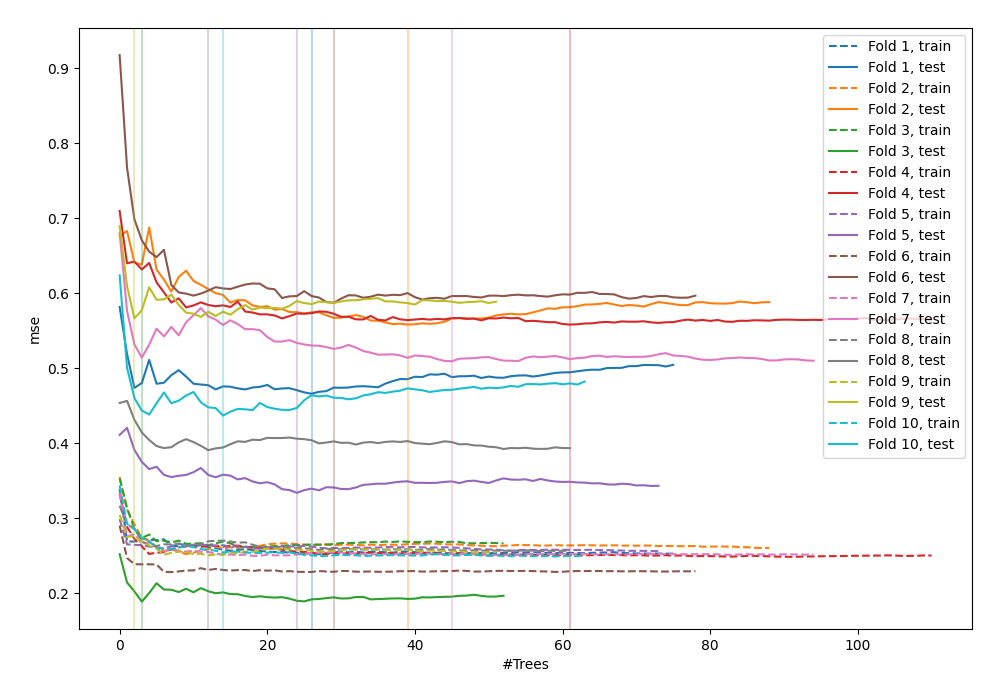 0.9
0.8
0.7
0.6
0.5
0.4
0.3
0.2
mse
0
20
40
60
80
100
#Trees
Fold 1, train
Fold 1, test
Fold 2, train
Fold 2, test
Fold 3, train
Fold 3, test
Fold 4, train
Fold 4, test
Fold 5, train
Fold 5, test
Fold 6, train
Fold 6, test
Fold 7, train
Fold 7, test
Fold 8, train
Fold 8, test
Fold 9, train
Fold 9, test
Fold 10, train
Fold 10, test